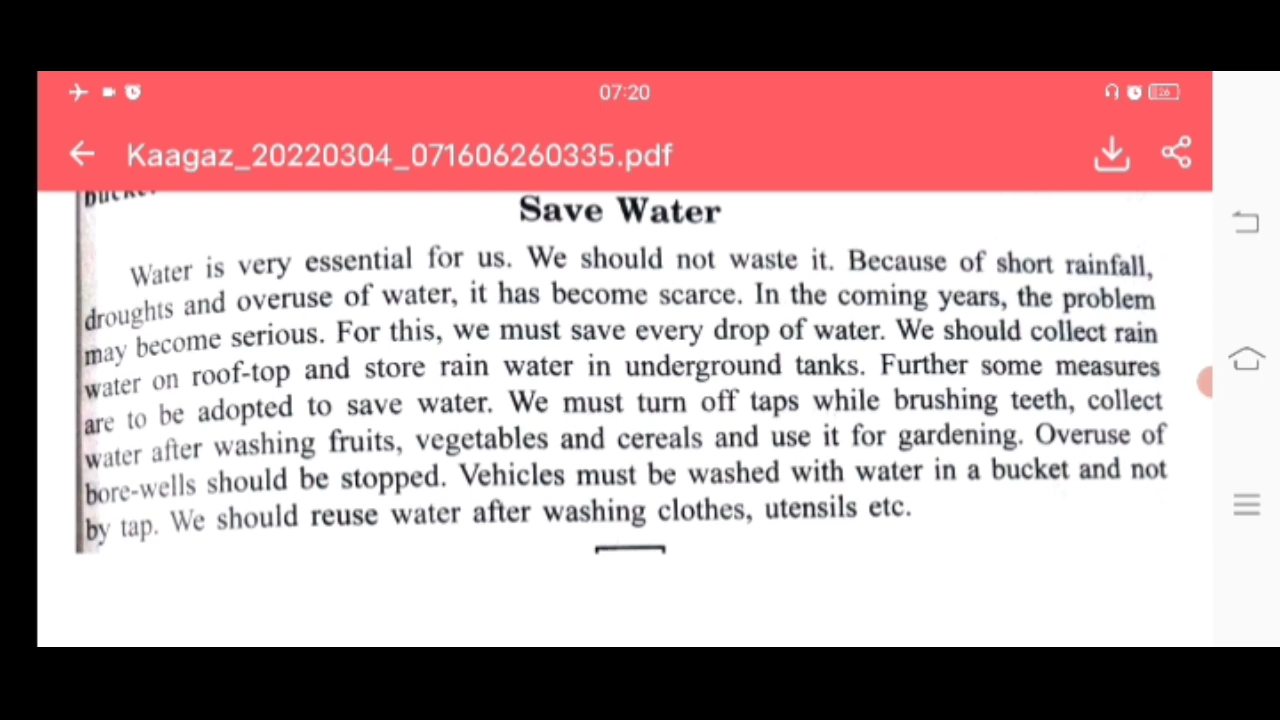 07:20
26
Kaagaz_20220304_071606260335.pdf
Save Water
Water is very essential for us. We should not waste it. Because of short rainfall,
droughts and overuse of water, it has become scarce. In the coming years, the problem
may become serious. For this, we must save every drop of water. We should collect rain
water on roof-top and store rain water in underground tanks. Further some measures
are to be adopted to save water. We must turn off taps while brushing teeth, collect
water after washing fruits, vegetables and cereals and use it for gardening. Overuse of
bore-wells should be stopped. Vehicles must be washed with water in a bucket and not
by tap. We should reuse water after washing clothes, utensils etc.